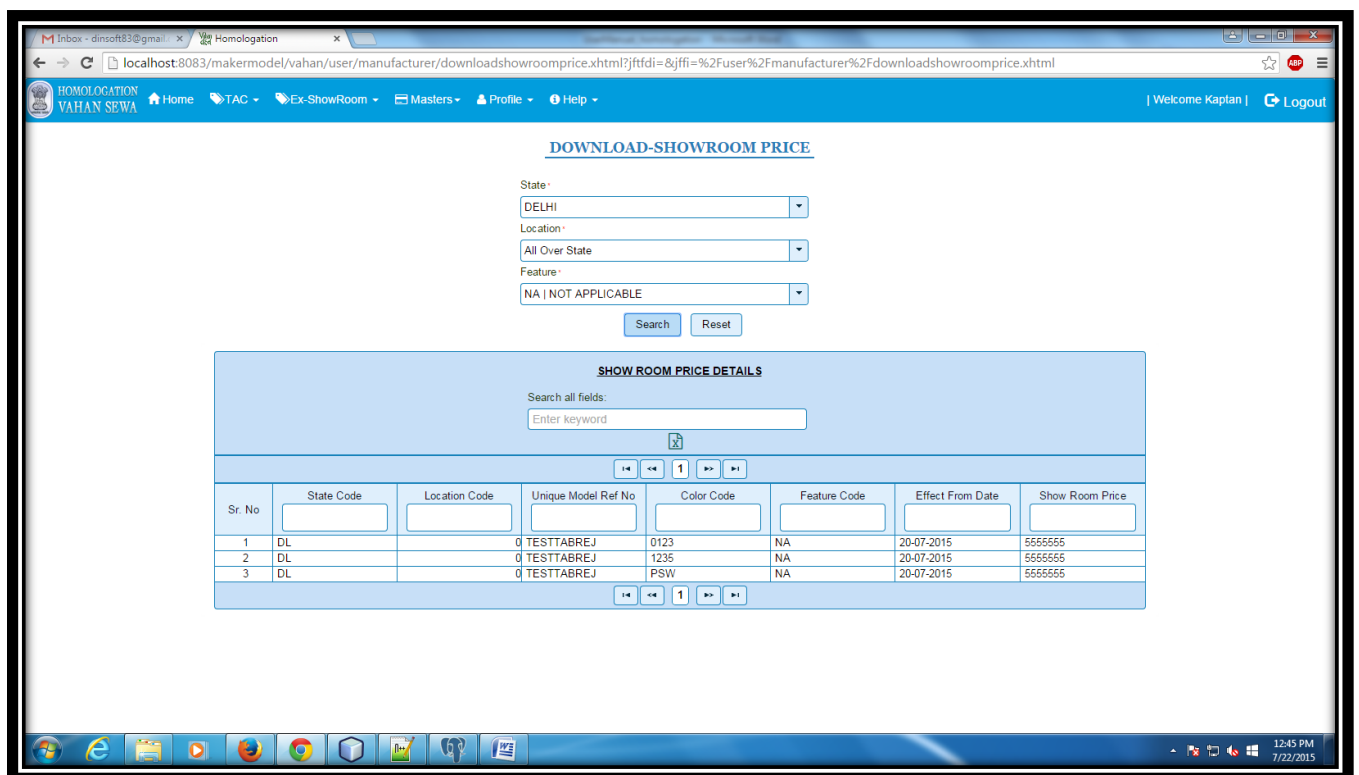 Inbox - dinsoft83@gmail. Homologation
localhost:8083/makermodel/vahan/user/manufacturer/downloadshowroomprice.xhtml?jftfdi=&jffi=%2Fuser%2Fmanufacturer%2Fdownloadshowroomprice.xhtml
ABP
HOMOLOGATION
VAHAN SEWA
Home TAC Ex-ShowRoom Masters Profile Help | Welcome Kaptan | Logout
DOWNLOAD-SHOWROOM PRICE
State *
DELHI
Location *
All Over State
Feature *
NA | NOT APPLICABLE
Search Reset
SHOW ROOM PRICE DETAILS
Search all fields:
Enter keyword
1
Sr. No State Code Location Code Unique Model Ref No Color Code Feature Code Effect From Date Show Room Price
1 DL 0 TESTTABREJ 0123 NA 20-07-2015 5555555
2 DL 0 TESTTABREJ 1235 NA 20-07-2015 5555555
3 DL 0 TESTTABREJ PSW NA 20-07-2015 5555555
1
12:45 PM
7/22/2015